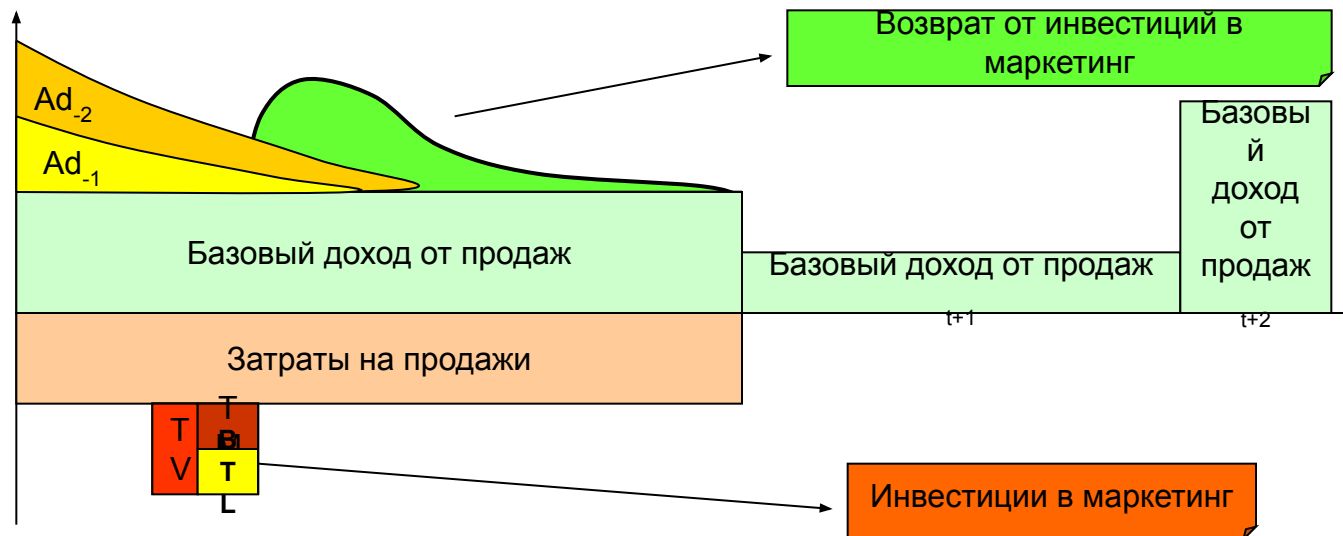 Возврат от инвестиций в
маркетинг
Ad-2
Ad-1
Базовы
й
доход
от
продаж
Базовый доход от продаж
Базовый доход от продаж
t+1
t+2
Затраты на продажи
T
V
T
B
T
L
Инвестиции в маркетинг